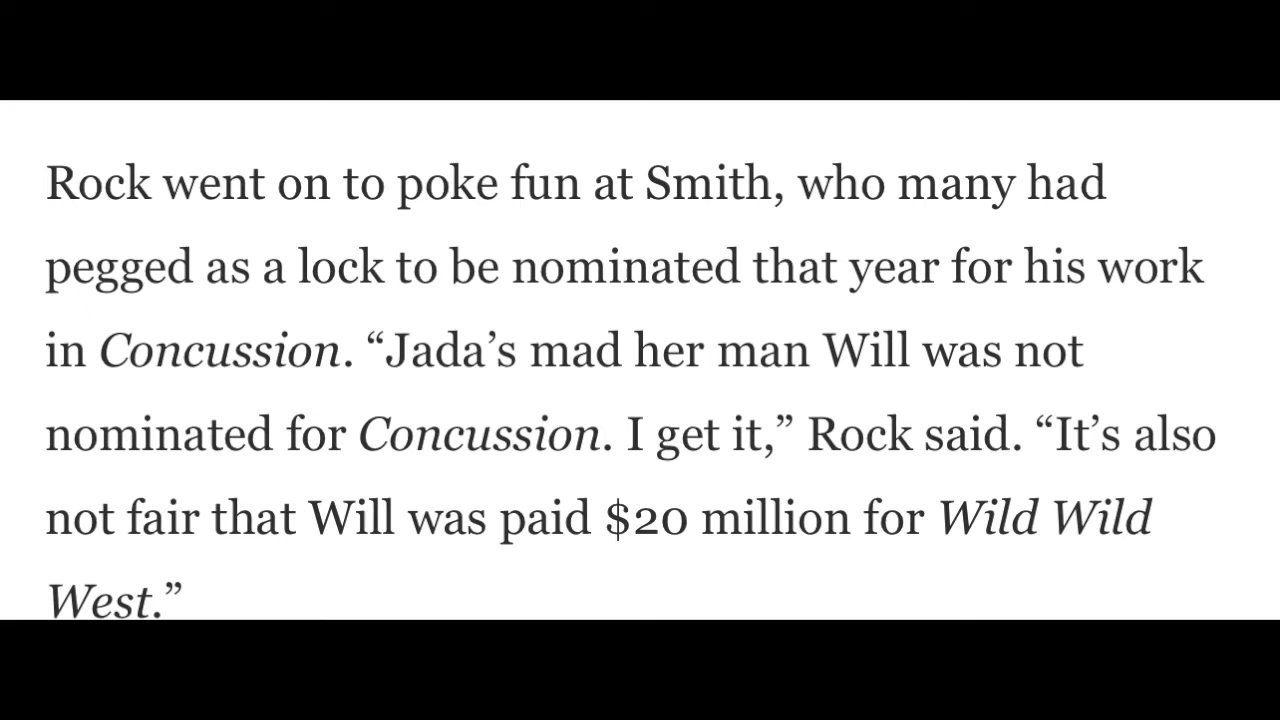 Rock went on to poke fun at Smith, who many had
pegged as a lock to be nominated that year for his work
in Concussion. “Jada’s mad her man Will was not
nominated for Concussion. I get it,” Rock said. “It’s also
not fair that Will was paid $20 million for Wild Wild
West.”